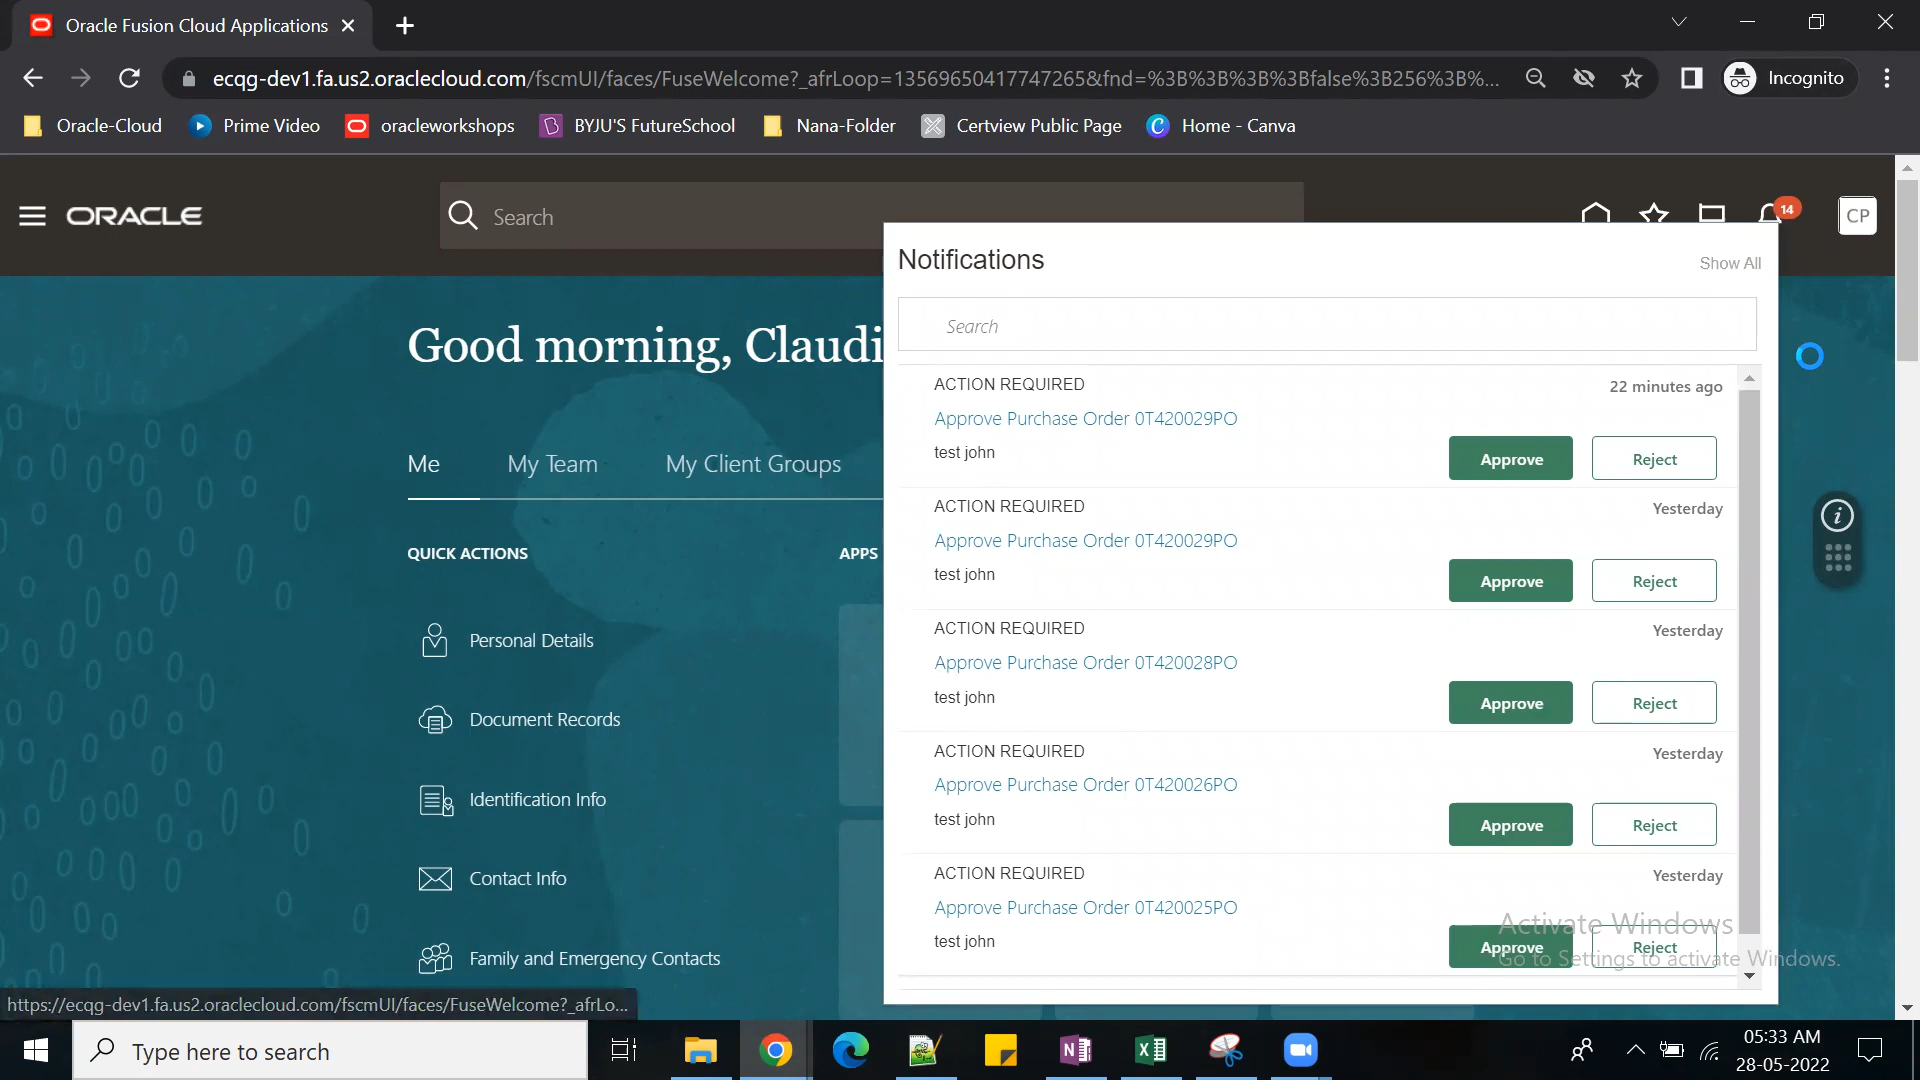 Oracle Fusion Cloud Applications
ecqg-dev1.fa.us2.oraclecloud.com/fscmUI/faces/FuseWelcome?_afrLoop=13569650417747265&fnd=%3B%3B%3B%3Bfalse%3B256%3B%...
Incognito
Oracle-Cloud
Prime Video
oracleworkshops
BYJU'S FutureSchool
Nana-Folder
Certview Public Page
Home - Canva
ORACLE
Search
14
CP
Good morning, Claudi
Me
My Team
My Client Groups
QUICK ACTIONS
APPS
Personal Details
Document Records
Identification Info
Contact Info
Family and Emergency Contacts
Notifications
Show All
Search
ACTION REQUIRED
22 minutes ago
Approve Purchase Order 0T420029PO
test john
Approve
Reject
ACTION REQUIRED
Yesterday
Approve Purchase Order 0T420029PO
test john
Approve
Reject
ACTION REQUIRED
Yesterday
Approve Purchase Order 0T420028PO
test john
Approve
Reject
ACTION REQUIRED
Yesterday
Approve Purchase Order 0T420026PO
test john
Approve
Reject
ACTION REQUIRED
Yesterday
Approve Purchase Order 0T420025PO
test john
Approve
Reject
Activate Windows
Go to Settings to activate Windows.
https://ecqg-dev1.fa.us2.oraclecloud.com/fscmUI/faces/FuseWelcome?_afrLo...
Type here to search
05:33 AM
28-05-2022